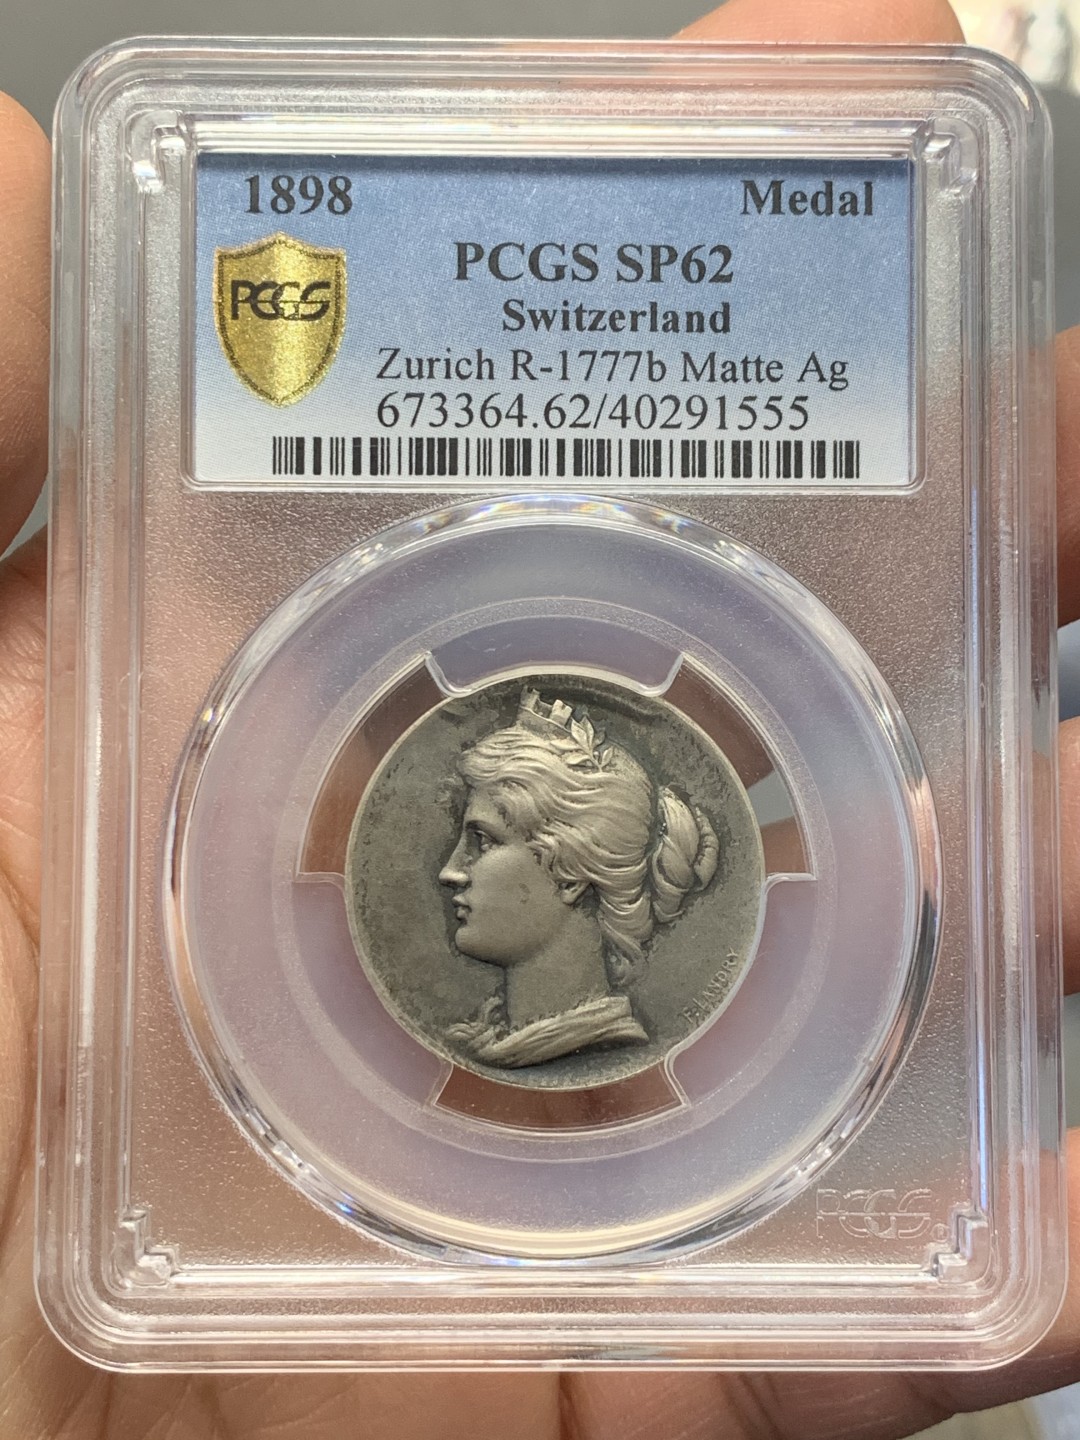 1898 Medal
PCGS SP62
PCGS
Switzerland
Zurich R-1777b Matte Ag
673364.62/40291555
F. LANDRY
PCGS